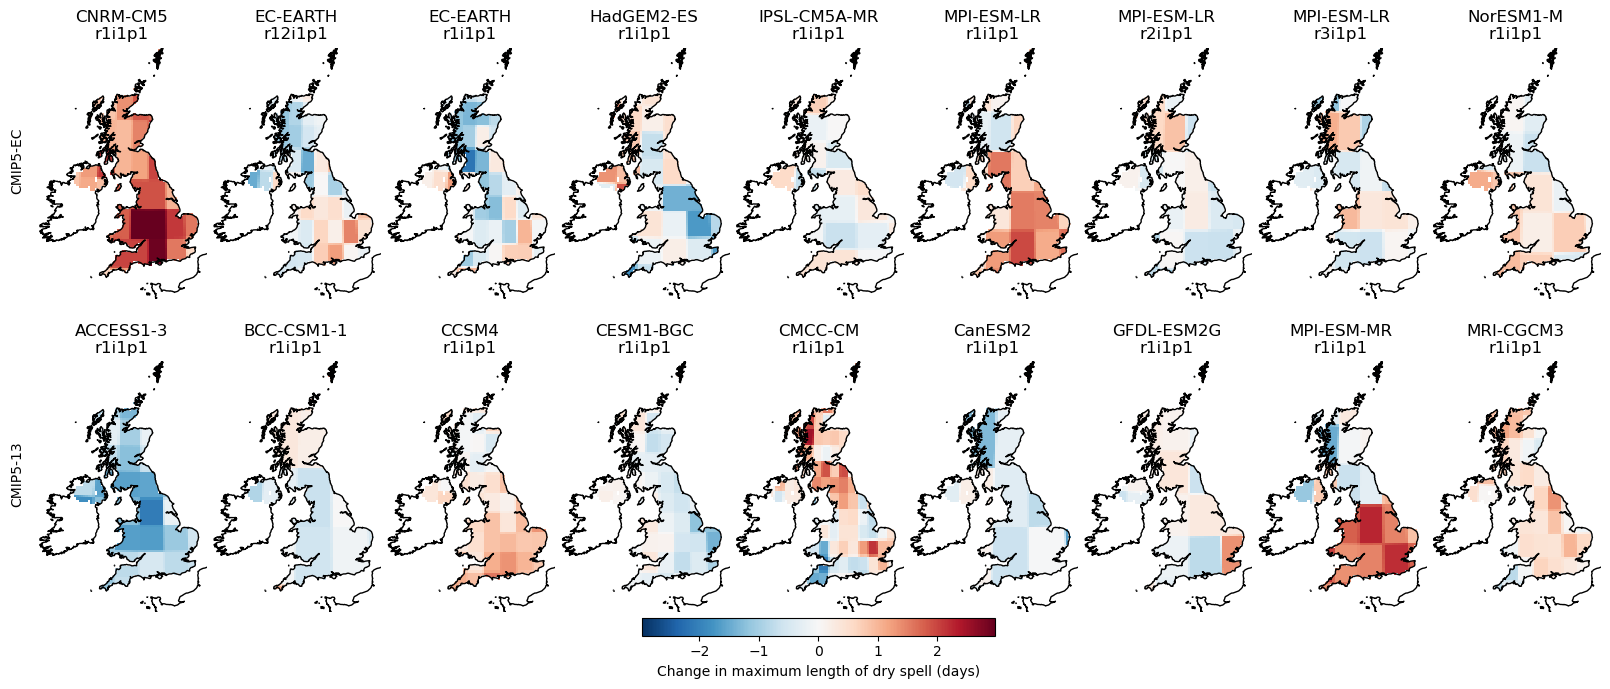 CNRM-CM5 EC-EARTH EC-EARTH HadGEM2-ES IPSL-CM5A-MR MPI-ESM-LR MPI-ESM-LR MPI-ESM-LR NorESM1-M
r1i1p1 r12i1p1 r1i1p1 r1i1p1 r1i1p1 r1i1p1 r2i1p1 r3i1p1 r1i1p1
CMIP5-EC
ACCESS1-3 BCC-CSM1-1 CCSM4 CESM1-BGC CMCC-CM CanESM2 GFDL-ESM2G MPI-ESM-MR MRI-CGCM3
r1i1p1 r1i1p1 r1i1p1 r1i1p1 r1i1p1 r1i1p1 r1i1p1 r1i1p1 r1i1p1
CMIP5-13
−2 −1 0 1 2
Change in maximum length of dry spell (days)